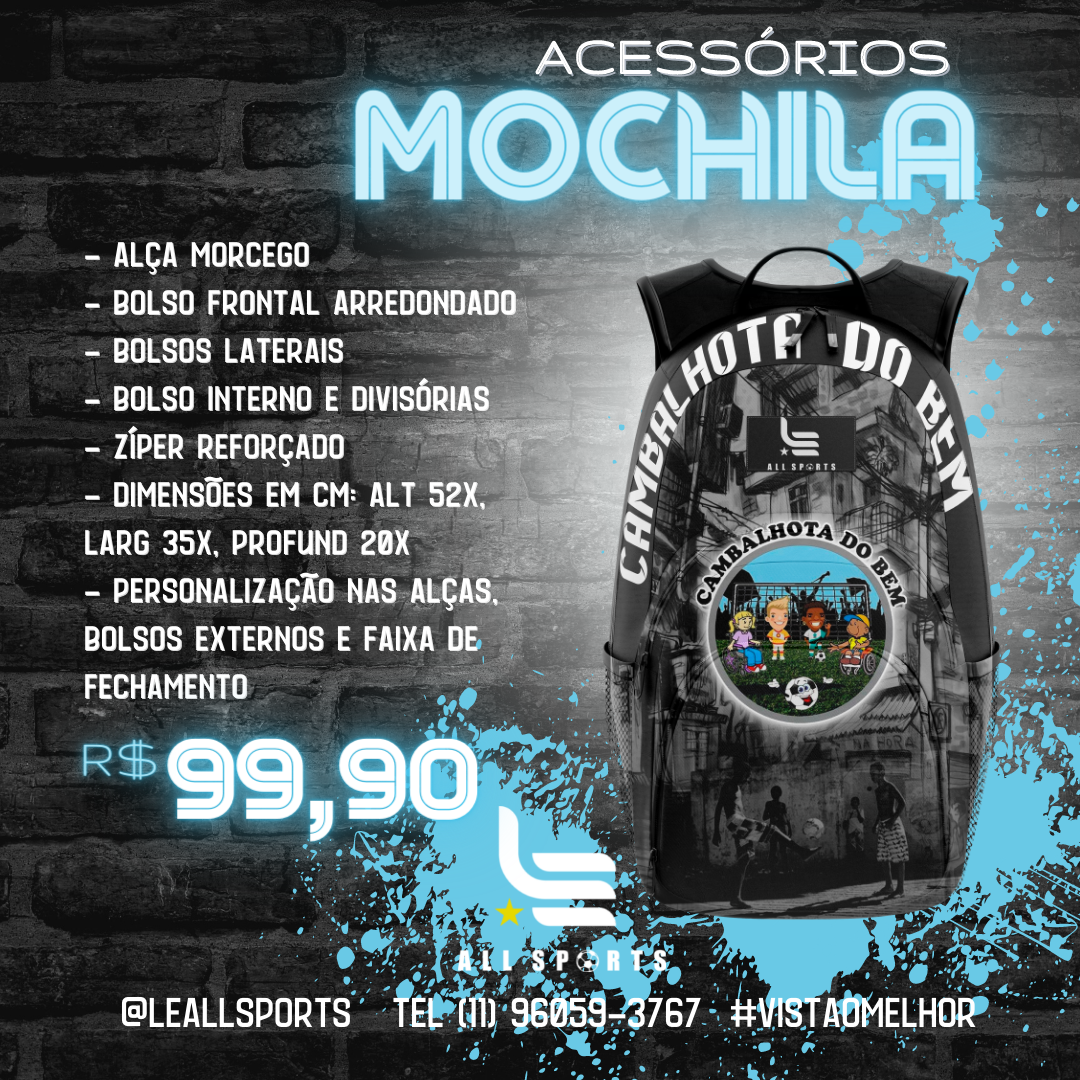 ACESSÓRIOS
MOCHILA
- ALÇA MORCEGO
- BOLSO FRONTAL ARREDONDADO
- BOLSOS LATERAIS
- BOLSO INTERNO E DIVISÓRIAS
- ZÍPER REFORÇADO
- DIMENSÕES EM CM: ALT 52X,
LARG 35X, PROFUND 20X
- PERSONALIZAÇÃO NAS ALÇAS,
BOLSOS EXTERNOS E FAIXA DE
FECHAMENTO
R$ 99,90
CAMBALHOTA DO BEM
ALL SPORTS
CAMBALHOTA DO BEM
ALL SPORTS
@LEALLSPORTS TEL (11) 96059-3767 #VISTAOMELHOR